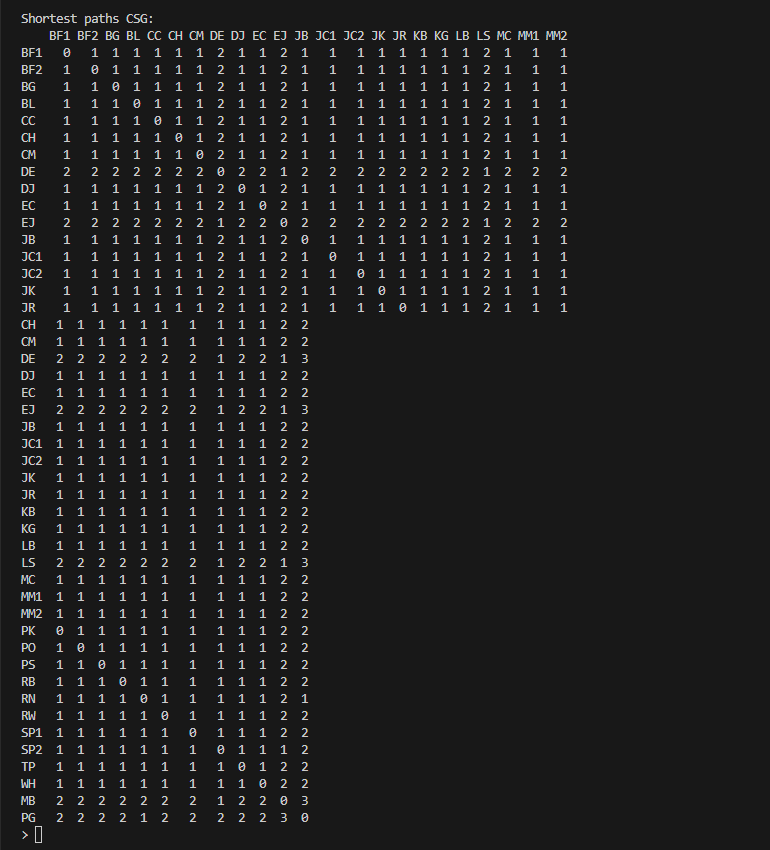 Shortest paths CSG:
BF1 BF2 BG BL CC CH CM DE DJ EC EJ JB JC1 JC2 JK JR KB KG LB LS MC MM1 MM2
BF1 0 1 1 1 1 1 1 2 1 1 2 1 1 1 1 1 1 1 1 2 1 1 1
BF2 1 0 1 1 1 1 1 2 1 1 2 1 1 1 1 1 1 1 1 2 1 1 1
BG 1 1 0 1 1 1 1 2 1 1 2 1 1 1 1 1 1 1 1 2 1 1 1
BL 1 1 1 0 1 1 1 2 1 1 2 1 1 1 1 1 1 1 1 2 1 1 1
CC 1 1 1 1 0 1 1 2 1 1 2 1 1 1 1 1 1 1 1 2 1 1 1
CH 1 1 1 1 1 0 1 2 1 1 2 1 1 1 1 1 1 1 1 2 1 1 1
CM 1 1 1 1 1 1 0 2 1 1 2 1 1 1 1 1 1 1 1 2 1 1 1
DE 2 2 2 2 2 2 2 0 2 2 1 2 2 2 2 2 2 2 2 1 2 2 2
DJ 1 1 1 1 1 1 1 2 0 1 2 1 1 1 1 1 1 1 1 2 1 1 1
EC 1 1 1 1 1 1 1 2 1 0 2 1 1 1 1 1 1 1 1 2 1 1 1
EJ 2 2 2 2 2 2 2 1 2 2 0 2 2 2 2 2 2 2 2 1 2 2 2
JB 1 1 1 1 1 1 1 2 1 1 2 0 1 1 1 1 1 1 1 2 1 1 1
JC1 1 1 1 1 1 1 1 2 1 1 2 1 0 1 1 1 1 1 1 2 1 1 1
JC2 1 1 1 1 1 1 1 2 1 1 2 1 1 0 1 1 1 1 1 2 1 1 1
JK 1 1 1 1 1 1 1 2 1 1 2 1 1 1 0 1 1 1 1 2 1 1 1
JR 1 1 1 1 1 1 1 2 1 1 2 1 1 1 1 0 1 1 1 2 1 1 1
CH 1 1 1 1 1 1 1 1 1 1 2 2
CM 1 1 1 1 1 1 1 1 1 1 2 2
DE 2 2 2 2 2 2 2 1 2 2 1 3
DJ 1 1 1 1 1 1 1 1 1 1 2 2
EC 1 1 1 1 1 1 1 1 1 1 2 2
EJ 2 2 2 2 2 2 2 1 2 2 1 3
JB 1 1 1 1 1 1 1 1 1 1 2 2
JC1 1 1 1 1 1 1 1 1 1 1 2 2
JC2 1 1 1 1 1 1 1 1 1 1 2 2
JK 1 1 1 1 1 1 1 1 1 1 2 2
JR 1 1 1 1 1 1 1 1 1 1 2 2
KB 1 1 1 1 1 1 1 1 1 1 2 2
KG 1 1 1 1 1 1 1 1 1 1 2 2
LB 1 1 1 1 1 1 1 1 1 1 2 2
LS 2 2 2 2 2 2 2 1 2 2 1 3
MC 1 1 1 1 1 1 1 1 1 1 2 2
MM1 1 1 1 1 1 1 1 1 1 1 2 2
MM2 1 1 1 1 1 1 1 1 1 1 2 2
PK 0 1 1 1 1 1 1 1 1 1 2 2
PO 1 0 1 1 1 1 1 1 1 1 2 2
PS 1 1 0 1 1 1 1 1 1 1 2 2
RB 1 1 1 0 1 1 1 1 1 1 2 2
RN 1 1 1 1 0 1 1 1 1 1 2 1
RW 1 1 1 1 1 0 1 1 1 1 2 2
SP1 1 1 1 1 1 1 0 1 1 1 2 2
SP2 1 1 1 1 1 1 1 0 1 1 1 2
TP 1 1 1 1 1 1 1 1 0 1 2 2
WH 1 1 1 1 1 1 1 1 1 0 2 2
MB 2 2 2 2 2 2 2 1 2 2 0 3
PG 2 2 2 2 1 2 2 2 2 2 3 0
>